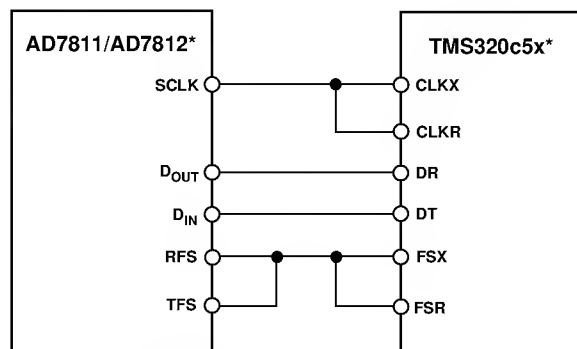 AD7811/AD7812*
TMS320c5x*
SCLK
CLKX
CLKR
DOUT
DR
DIN
DT
RFS
FSX
TFS
FSR